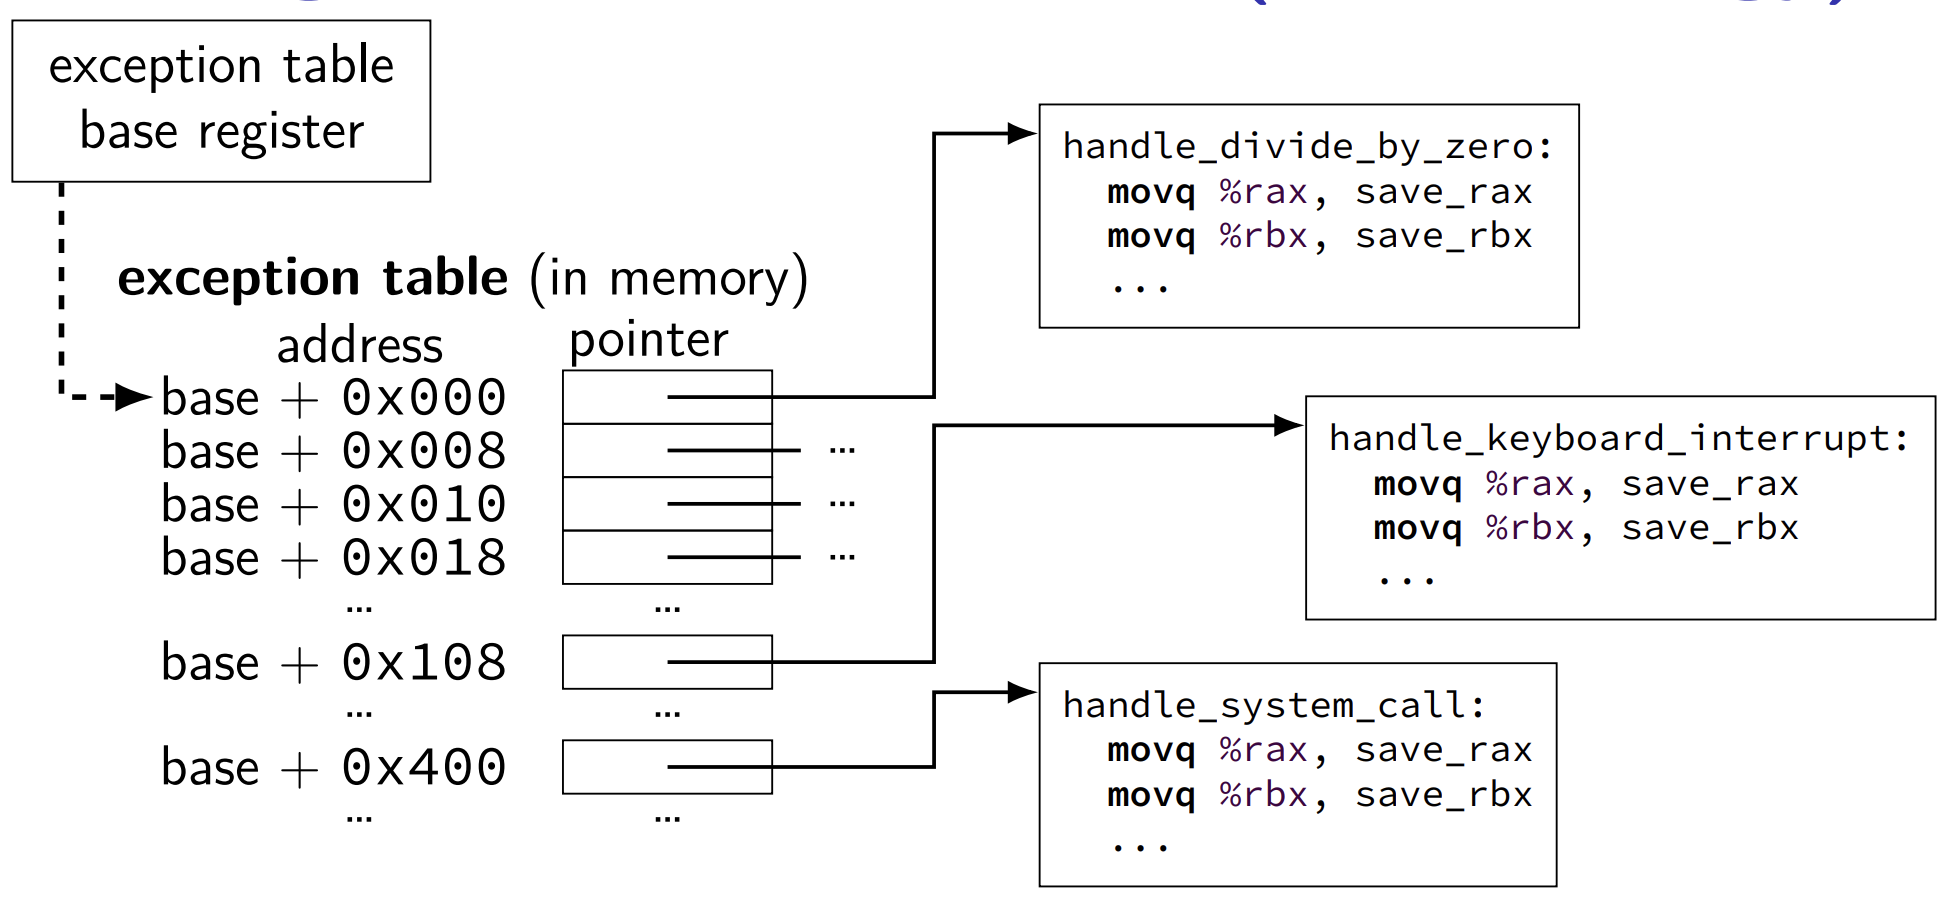 exception table
base register
exception table (in memory)
address pointer
base + 0x000
base + 0x008 ...
base + 0x010 ...
base + 0x018 ...
... ...
base + 0x108
... ...
base + 0x400
... ...
handle_divide_by_zero:
movq %rax, save_rax
movq %rbx, save_rbx
...
handle_keyboard_interrupt:
movq %rax, save_rax
movq %rbx, save_rbx
...
handle_system_call:
movq %rax, save_rax
movq %rbx, save_rbx
...